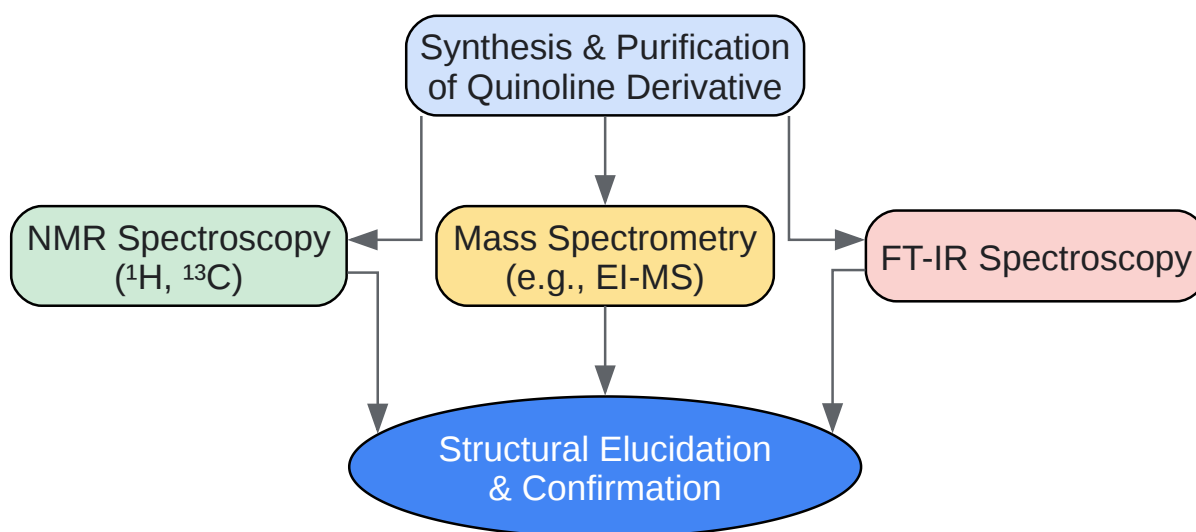 Synthesis & Purification
of Quinoline Derivative
NMR Spectroscopy
(¹H, ¹³C)
Mass Spectrometry
(e.g., EI-MS)
FT-IR Spectroscopy
Structural Elucidation
& Confirmation